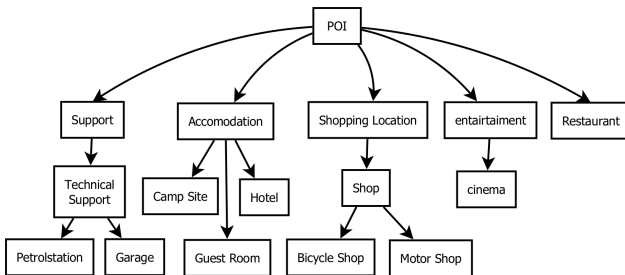 POI
Support
Accomodation
Shopping Location
entairtaiment
Restaurant
Technical
Support
Camp Site
Hotel
Shop
cinema
Petrolstation
Garage
Guest Room
Bicycle Shop
Motor Shop